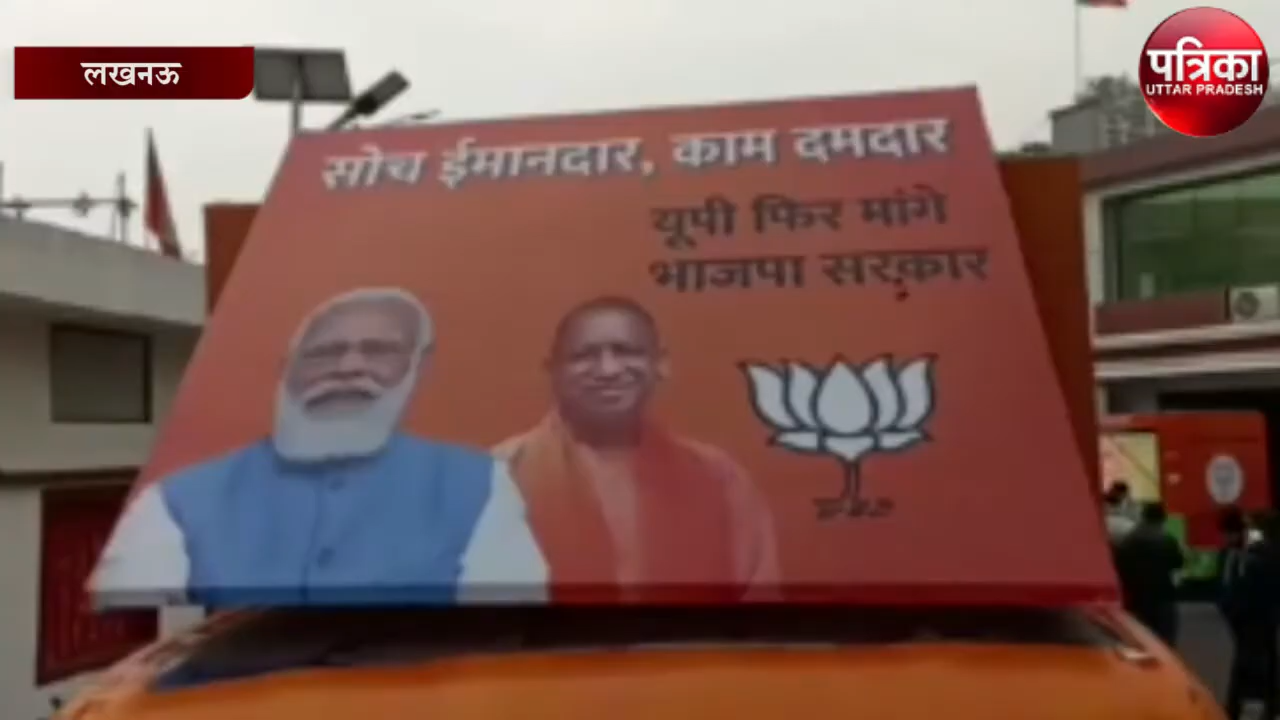 लखनऊ
पत्रिका
UTTAR PRADESH
सोच ईमानदार, काम दमदार
यूपी फिर मांगे
भाजपा सरकार